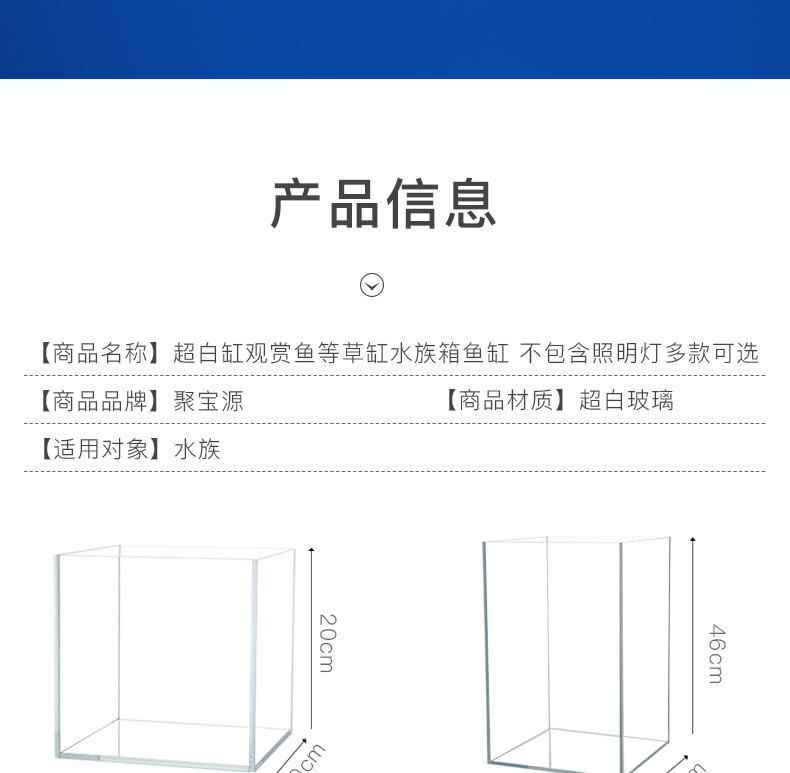 产品信息
【商品名称】超白缸观赏鱼等草缸水族箱鱼缸 不包含照明灯多款可选
【商品品牌】聚宝源 【商品材质】超白玻璃
【适用对象】水族
20cm
46cm